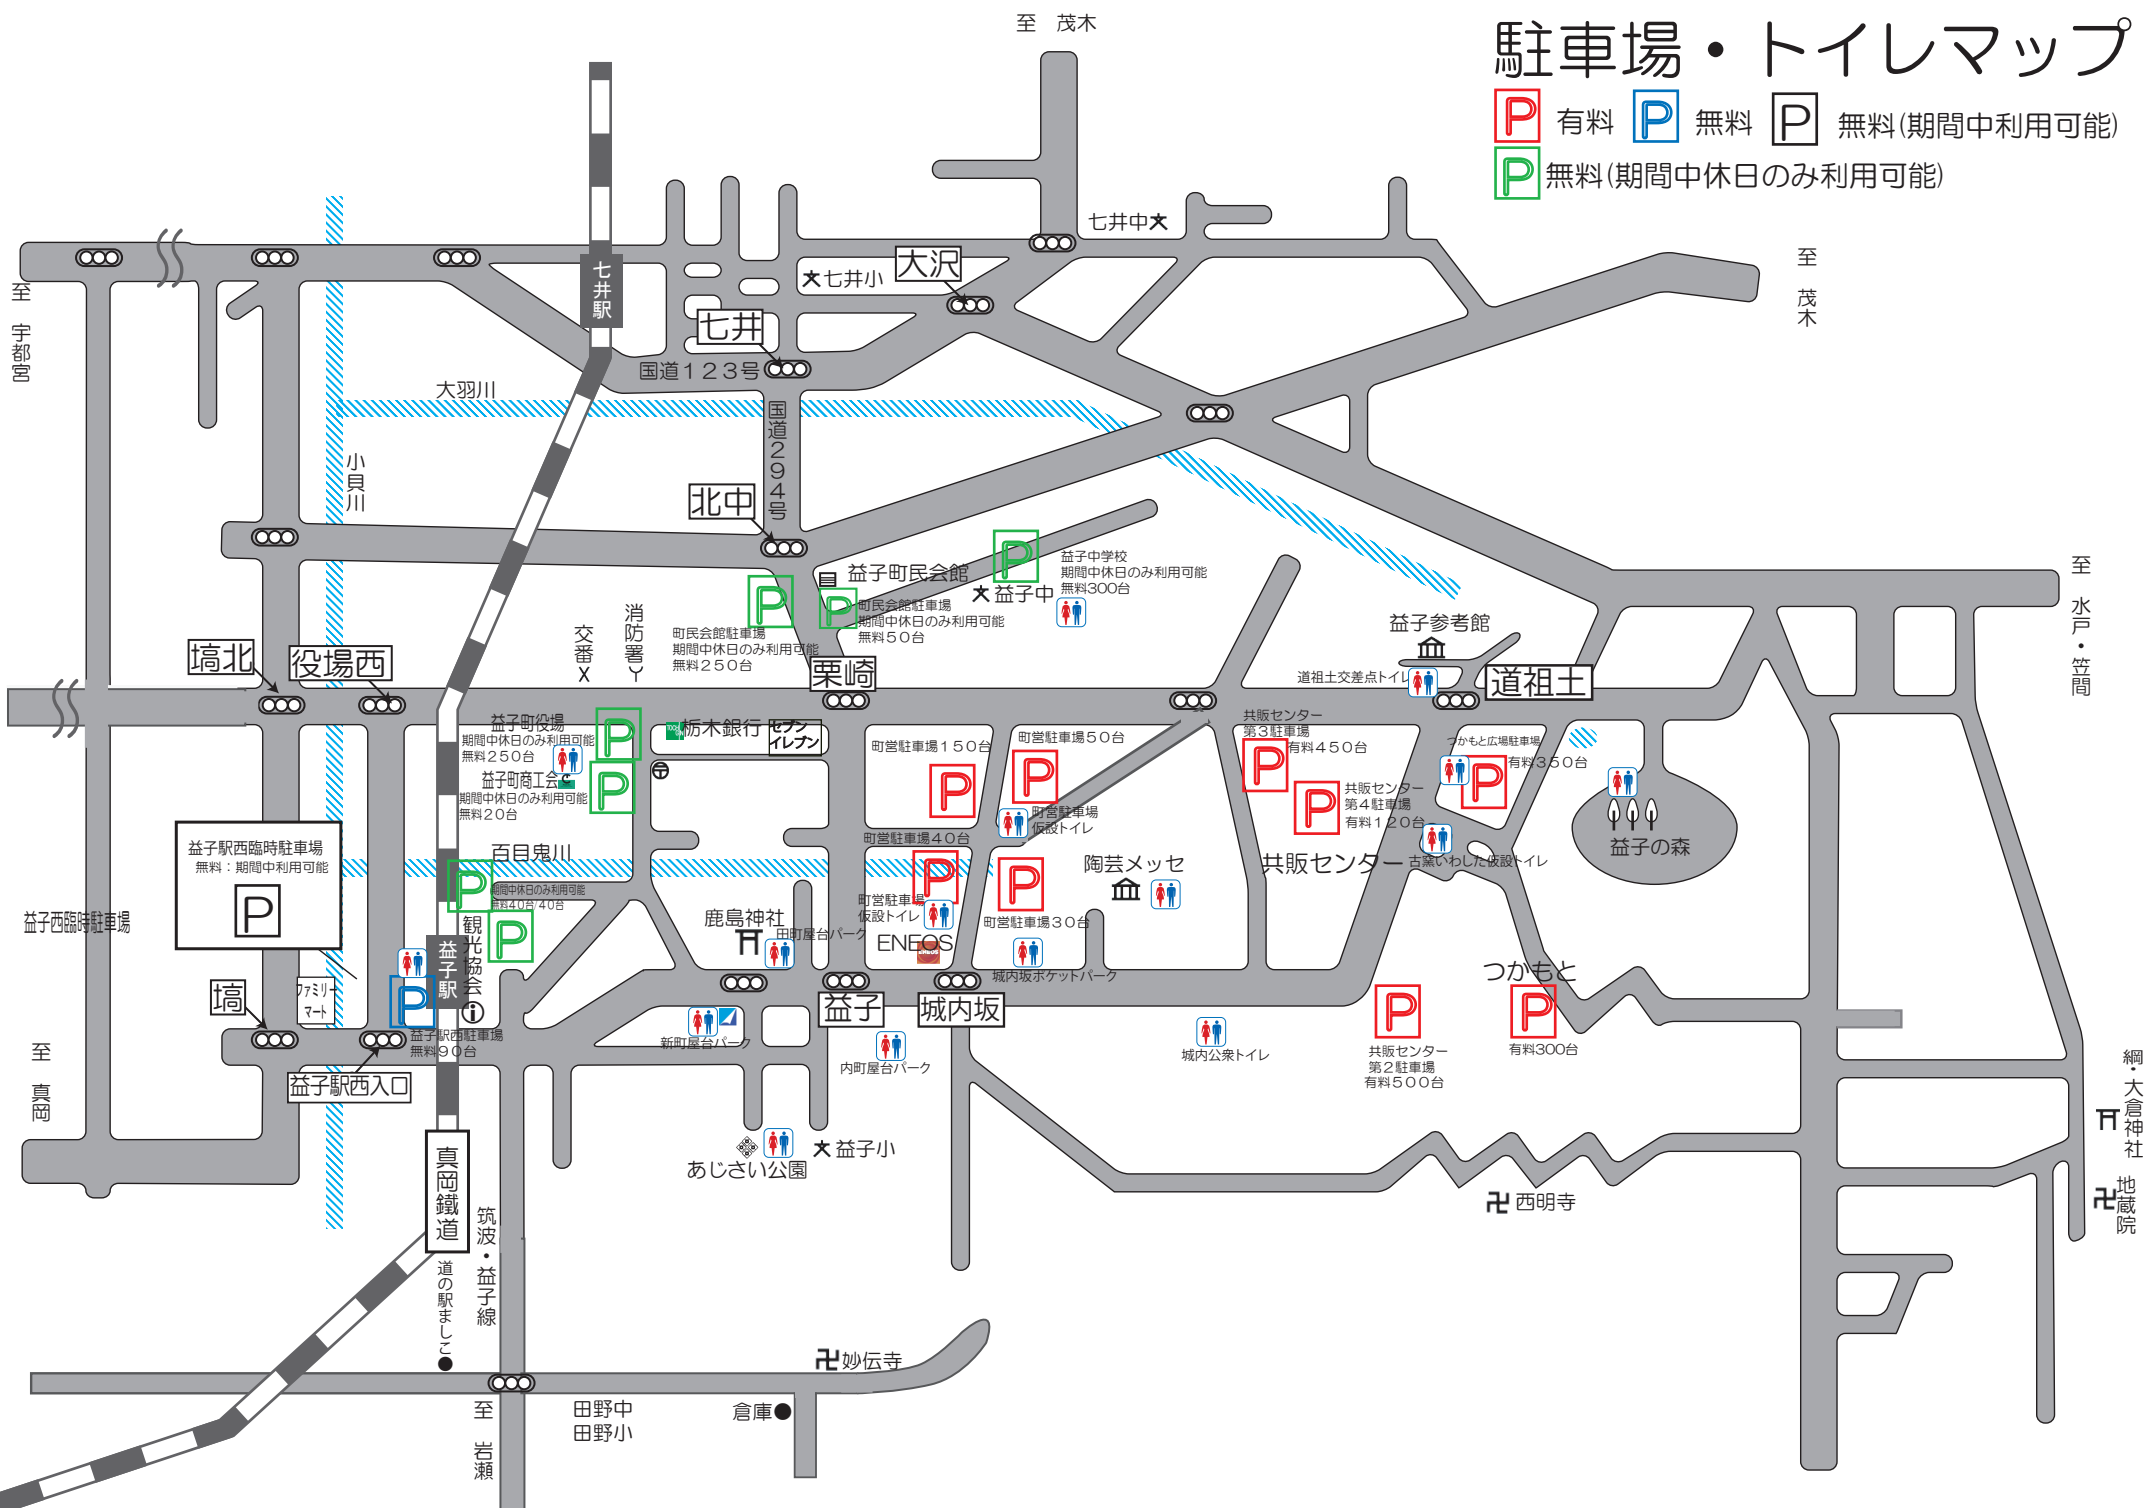 駐車場・トイレマップ
P 有料 P 無料 P 無料(期間中利用可能)
P 無料(期間中休日のみ利用可能)
至 茂木
七井中
至 茂木
至 宇都宮
七井駅
七井小
大沢
七井
国道123号
大羽川
国道294号
小貝川
北中
益子町民会館
P
町民会館駐車場
期間中休日のみ利用可能
無料50台
P
益子中学校
期間中休日のみ利用可能
無料300台
益子中
P
町民会館駐車場
期間中休日のみ利用可能
無料250台
消防署
交番
至 水戸・笠間
益子参考館
道祖土交差点トイレ
道祖土
塙北
役場西
栗崎
益子町役場
期間中休日のみ利用可能
無料250台
P
益子町商工会
期間中休日のみ利用可能
無料20台
P
栃木銀行
セブン
イレブン
町営駐車場150台
P
町営駐車場50台
P
町営駐車場
仮設トイレ
共販センター
第3駐車場
有料450台
P
共販センター
第4駐車場
有料120台
P
つかもと広場駐車場
有料350台
P
益子の森
古窯いわした仮設トイレ
共販センター
陶芸メッセ
町営駐車場40台
P
町営駐車場
仮設トイレ
P
町営駐車場30台
ENEOS
城内坂ポケットパーク
百目鬼川
P
期間中休日のみ利用可能
無料40台/40台
P
益子駅西臨時駐車場
無料：期間中利用可能
P
益子西臨時駐車場
観光協会
益子駅
ファミリー
マート
塙
P
益子駅西駐車場
無料90台
益子駅西入口
鹿島神社
田町屋台パーク
益子
城内坂
新町屋台パーク
内町屋台パーク
城内公衆トイレ
P
共販センター
第2駐車場
有料500台
つかもと
P
有料300台
至 真岡
あじさい公園
益子小
真岡鐵道
筑波・益子線
道の駅ましこ
西明寺
綱・大倉神社
地蔵院
妙伝寺
倉庫
田野中
田野小
至 岩瀬